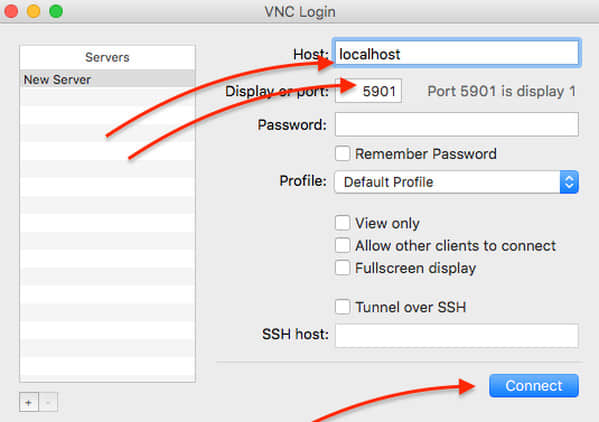 VNC Login
Servers
New Server
Host: localhost
Display or port: 5901 Port 5901 is display 1
Password:
Remember Password
Profile: Default Profile
View only
Allow other clients to connect
Fullscreen display
Tunnel over SSH
SSH host:
Connect
+ -